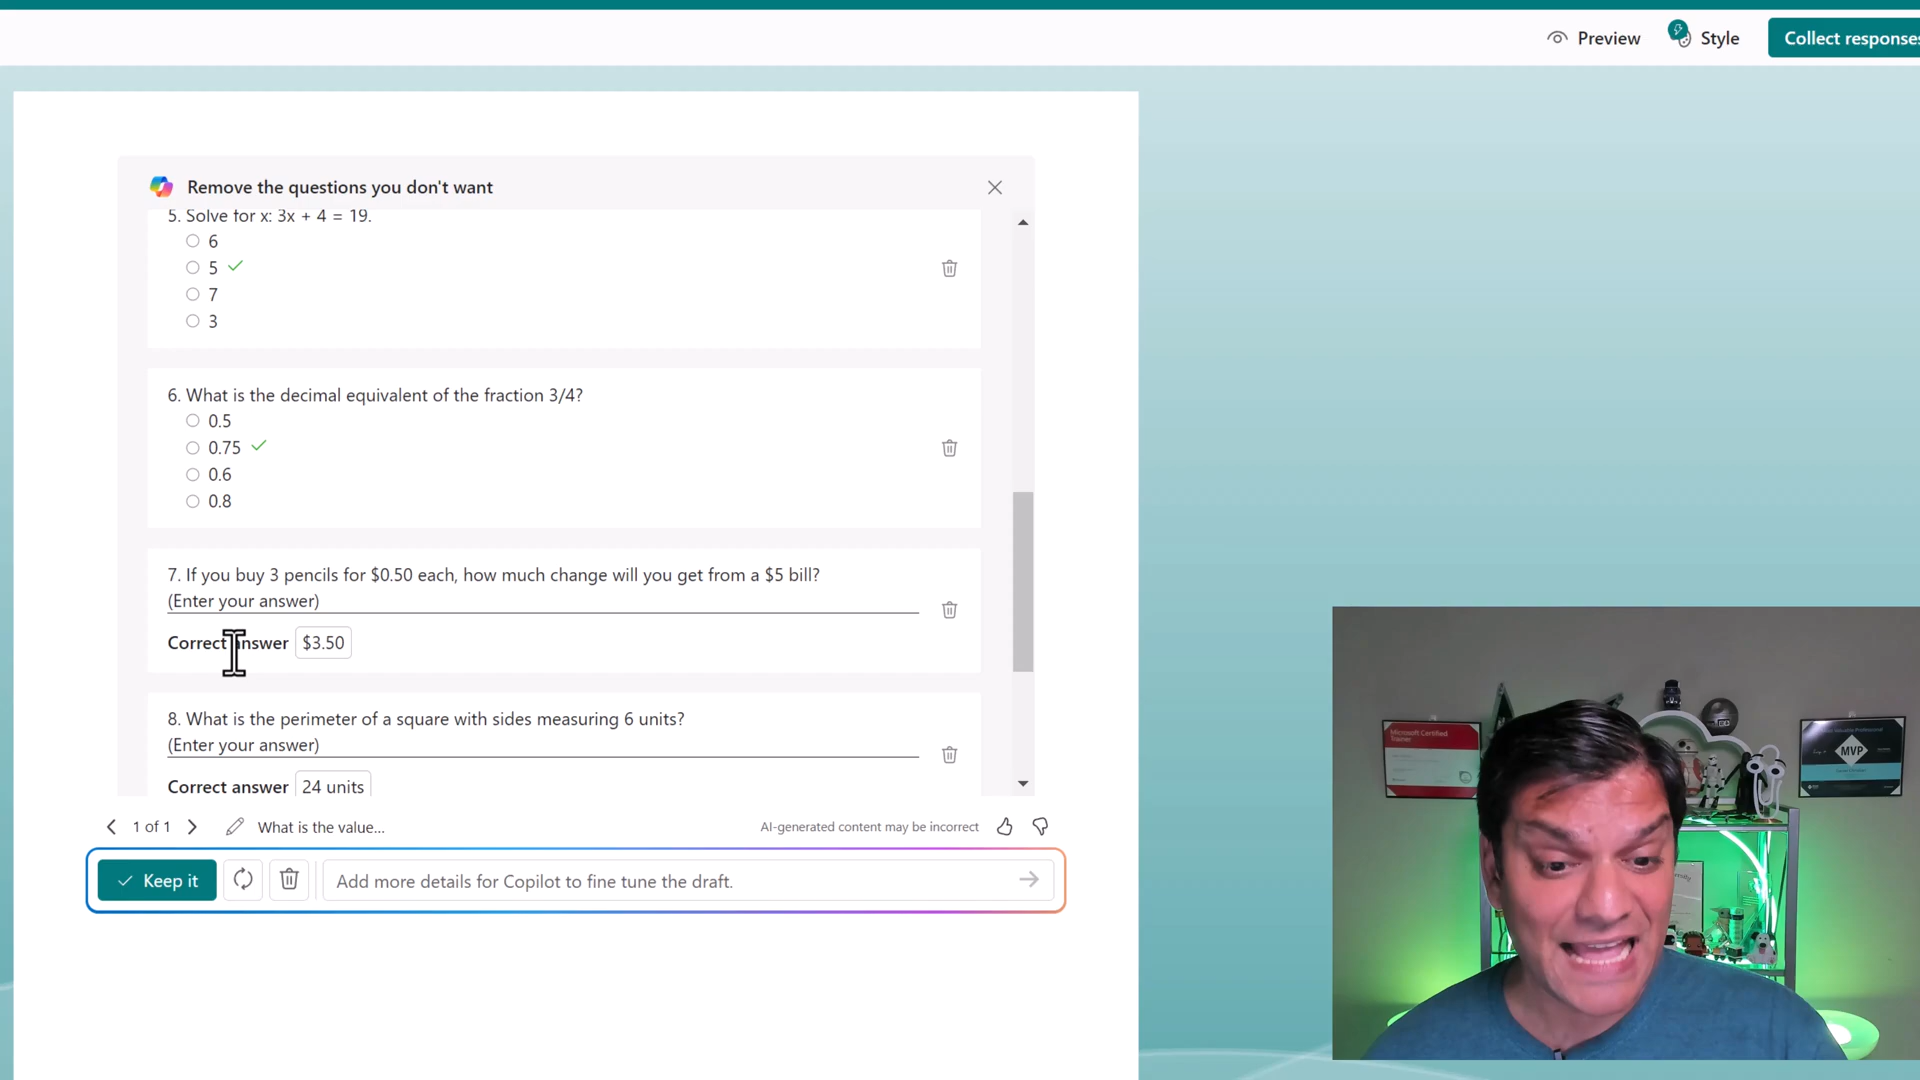 Preview
Style
Collect responses
Remove the questions you don't want
5. Solve for x: 3x + 4 = 19.
6
5
7
3
6. What is the decimal equivalent of the fraction 3/4?
0.5
0.75
0.6
0.8
7. If you buy 3 pencils for $0.50 each, how much change will you get from a $5 bill?
(Enter your answer)
Correct answer $3.50
8. What is the perimeter of a square with sides measuring 6 units?
(Enter your answer)
Correct answer 24 units
1 of 1 What is the value... AI-generated content may be incorrect
Keep it Add more details for Copilot to fine tune the draft.
Microsoft Certified
Trainer
MVP